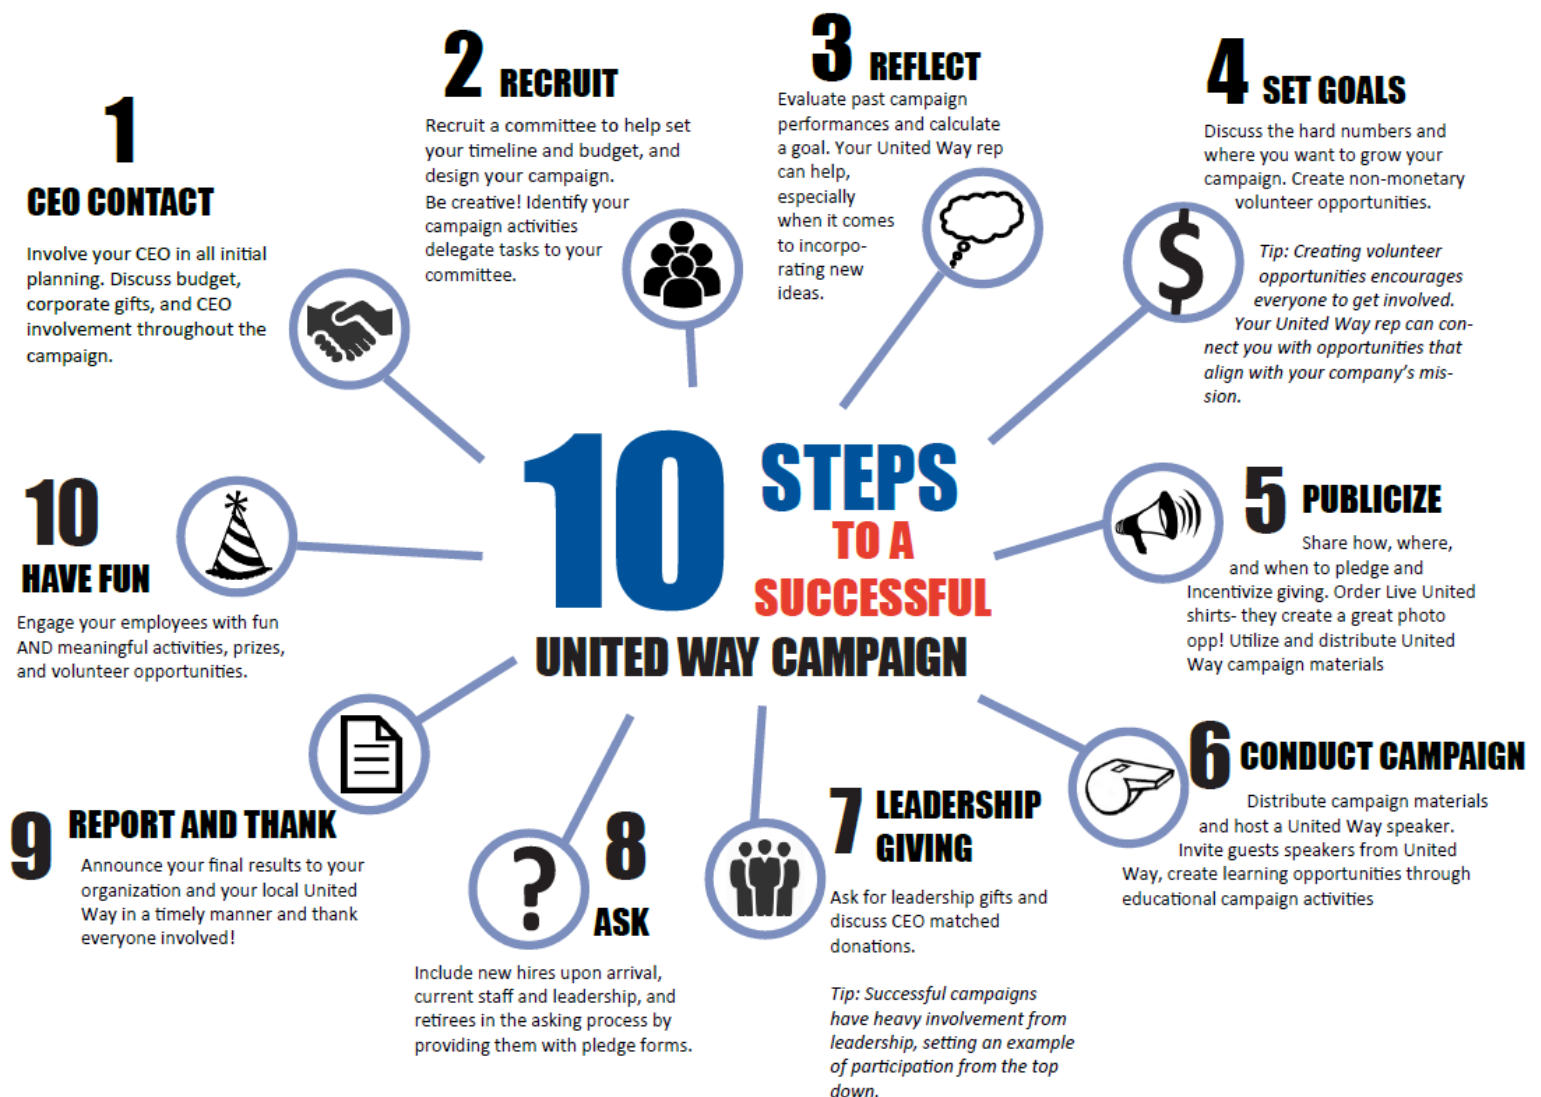 10
STEPS
TO A
SUCCESSFUL
UNITED WAY CAMPAIGN
1
CEO CONTACT
Involve your CEO in all initial
planning. Discuss budget,
corporate gifts, and CEO
involvement throughout the
campaign.
2 RECRUIT
Recruit a committee to help set
your timeline and budget, and
design your campaign.
Be creative! Identify your
campaign activities
delegate tasks to your
committee.
3 REFLECT
Evaluate past campaign
performances and calculate
a goal. Your United Way rep
can help,
especially
when it comes
to incorpo-
rating new
ideas.
4 SET GOALS
Discuss the hard numbers and
where you want to grow your
campaign. Create non-monetary
volunteer opportunities.
Tip: Creating volunteer
opportunities encourages
everyone to get involved.
Your United Way rep can con-
nect you with opportunities that
align with your company's mis-
sion.
$
5 PUBLICIZE
Share how, where,
and when to pledge and
Incentivize giving. Order Live United
shirts- they create a great photo
opp! Utilize and distribute United
Way campaign materials
6 CONDUCT CAMPAIGN
Distribute campaign materials
and host a United Way speaker.
Invite guests speakers from United
Way, create learning opportunities through
educational campaign activities
7 LEADERSHIP
GIVING
Ask for leadership gifts and
discuss CEO matched
donations.
Tip: Successful campaigns
have heavy involvement from
leadership, setting an example
of participation from the top
down.
?
8
ASK
Include new hires upon arrival,
current staff and leadership, and
retirees in the asking process by
providing them with pledge forms.
9 REPORT AND THANK
Announce your final results to your
organization and your local United
Way in a timely manner and thank
everyone involved!
10
HAVE FUN
Engage your employees with fun
AND meaningful activities, prizes,
and volunteer opportunities.